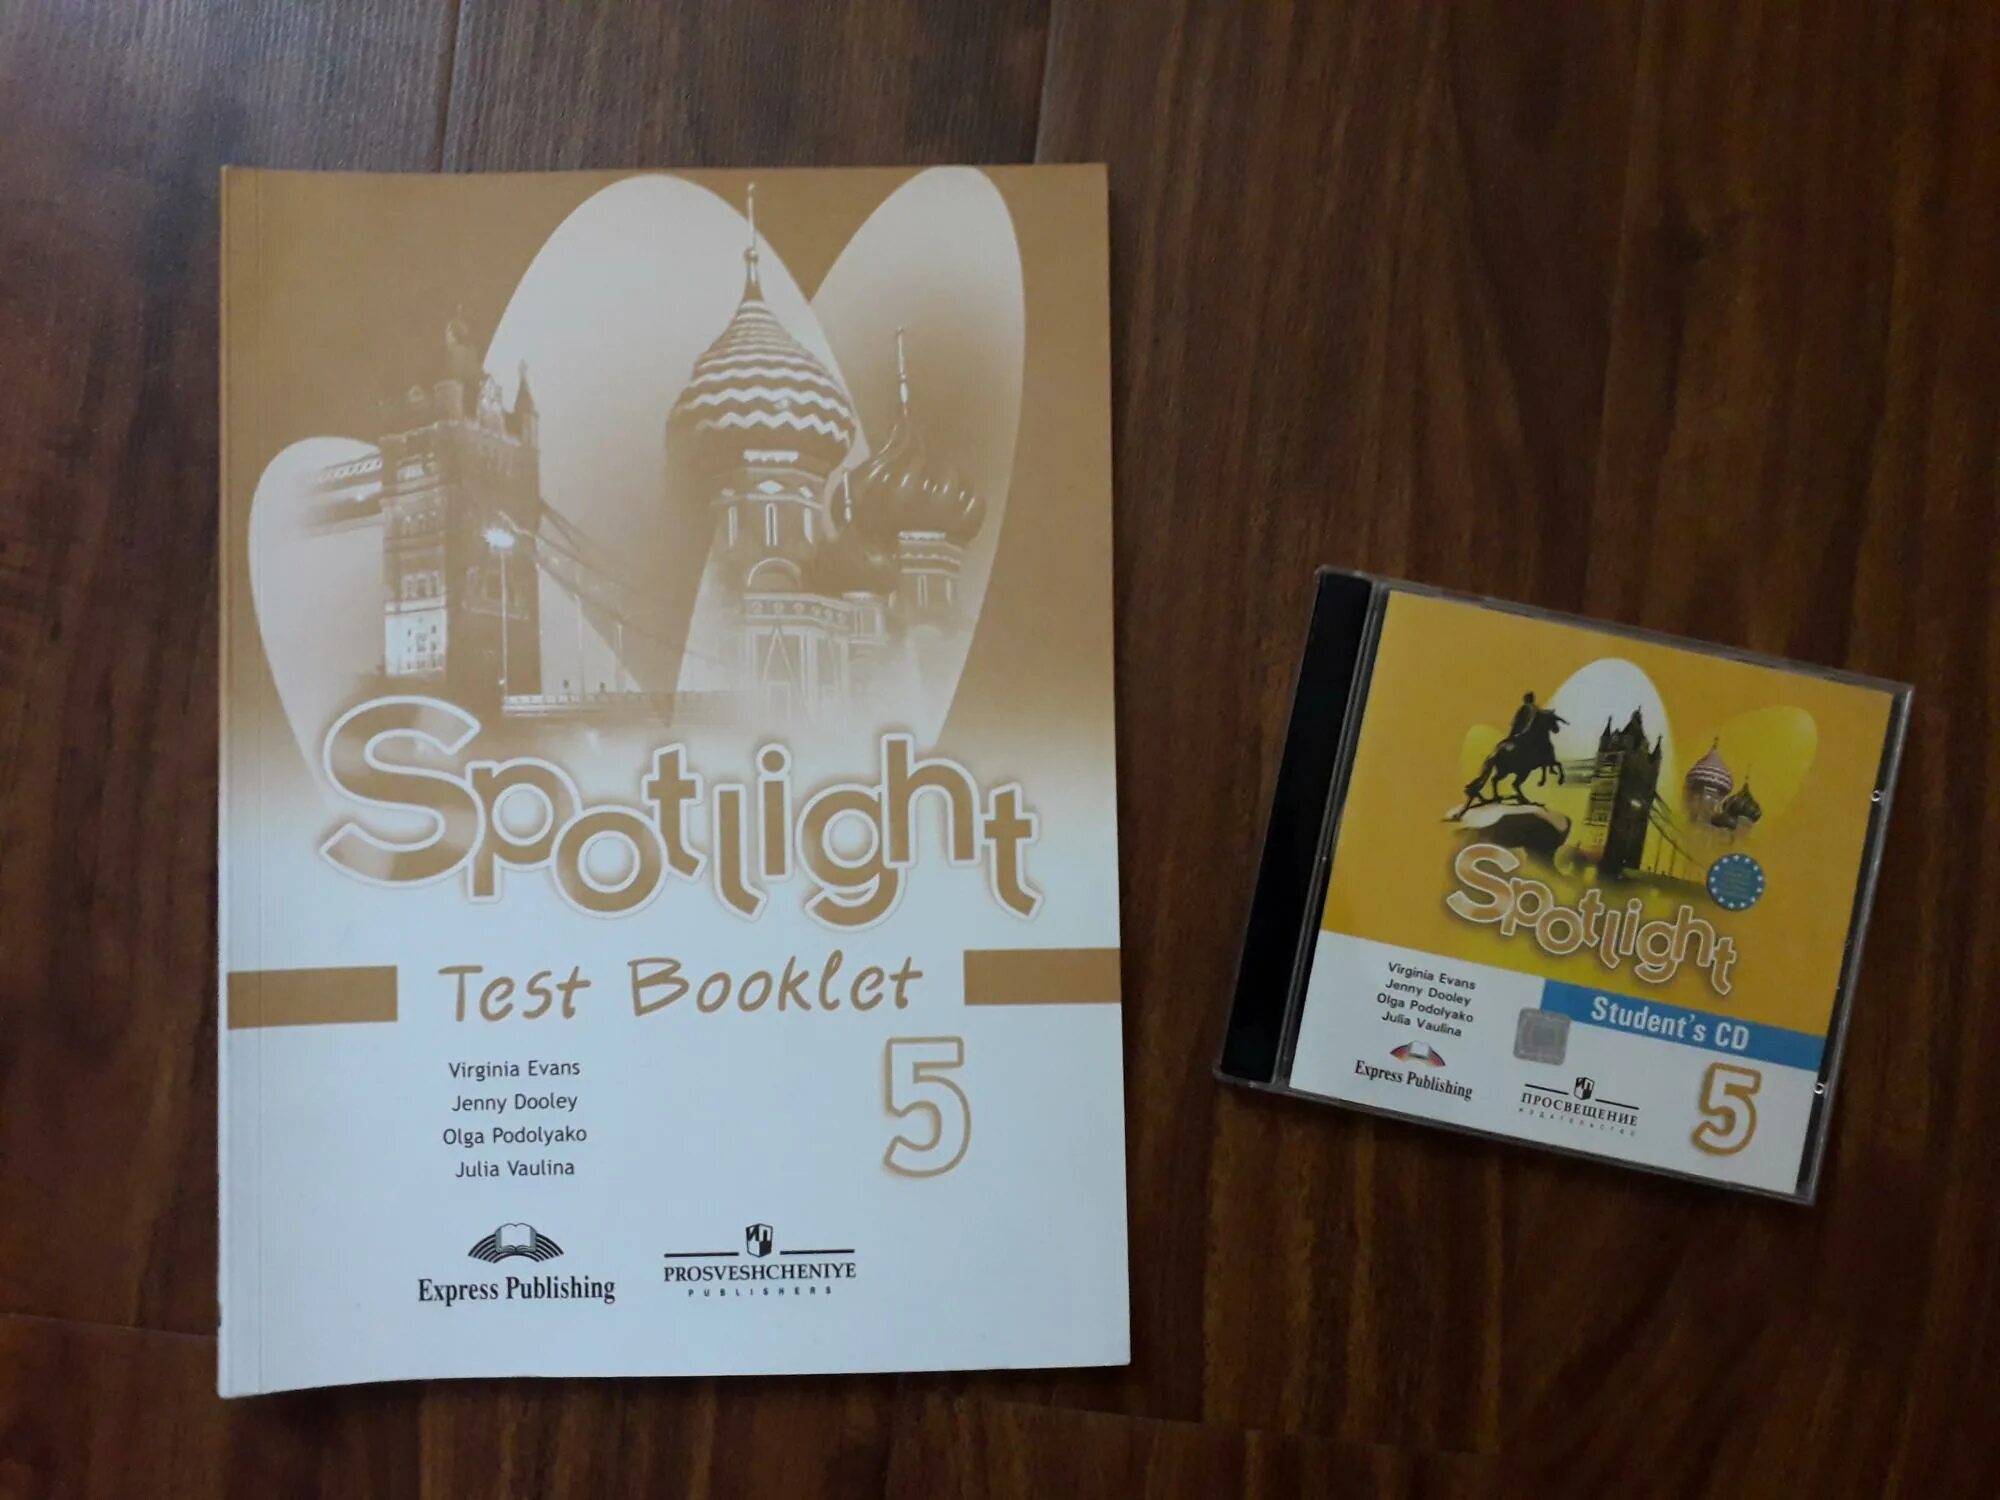 Spotlight
Test Booklet
5
Virginia Evans
Jenny Dooley
Olga Podolyako
Julia Vaulina
Express Publishing
PROSVESHCHENIYE
PUBLISHERS
Spotlight
Student's CD
5
Virginia Evans
Jenny Dooley
Olga Podolyako
Julia Vaulina
Express Publishing
ПРОСВЕЩЕНИЕ
ИЗДАТЕЛЬСТВО